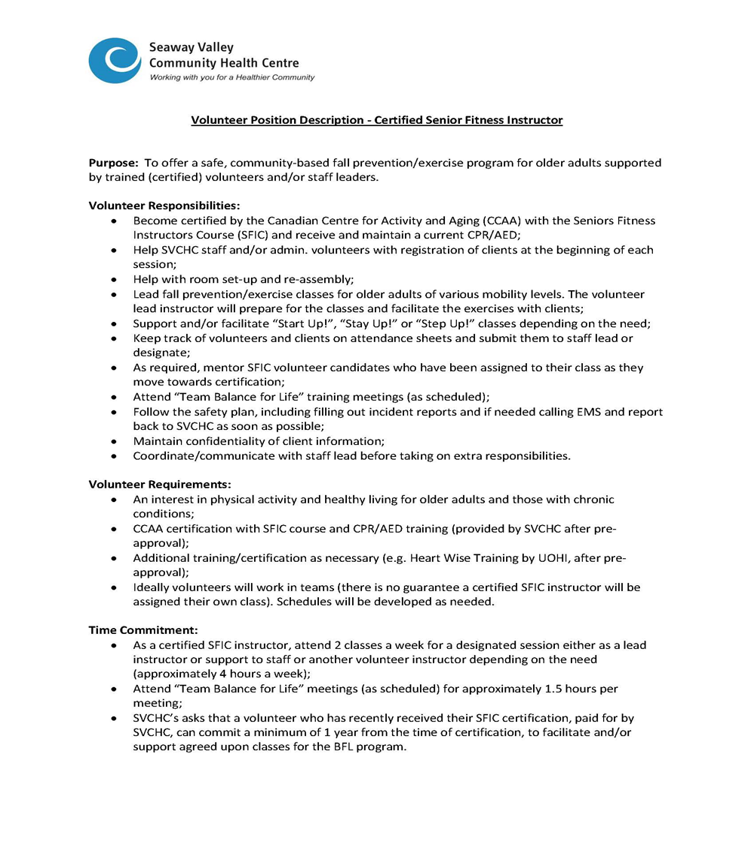 Seaway Valley
Community Health Centre
Working with you for a Healthier Community
Volunteer Position Description - Certified Senior Fitness Instructor
Purpose: To offer a safe, community-based fall prevention/exercise program for older adults supported
by trained (certified) volunteers and/or staff leaders.
Volunteer Responsibilities:
• Become certified by the Canadian Centre for Activity and Aging (CCAA) with the Seniors Fitness
Instructors Course (SFIC) and receive and maintain a current CPR/AED;
• Help SVCHC staff and/or admin. volunteers with registration of clients at the beginning of each
session;
• Help with room set-up and re-assembly;
• Lead fall prevention/exercise classes for older adults of various mobility levels. The volunteer
lead instructor will prepare for the classes and facilitate the exercises with clients;
• Support and/or facilitate “Start Up!”, “Stay Up!” or “Step Up!” classes depending on the need;
• Keep track of volunteers and clients on attendance sheets and submit them to staff lead or
designate;
• As required, mentor SFIC volunteer candidates who have been assigned to their class as they
move towards certification;
• Attend “Team Balance for Life” training meetings (as scheduled);
• Follow the safety plan, including filling out incident reports and if needed calling EMS and report
back to SVCHC as soon as possible;
• Maintain confidentiality of client information;
• Coordinate/communicate with staff lead before taking on extra responsibilities.
Volunteer Requirements:
• An interest in physical activity and healthy living for older adults and those with chronic
conditions;
• CCAA certification with SFIC course and CPR/AED training (provided by SVCHC after pre-
approval);
• Additional training/certification as necessary (e.g. Heart Wise Training by UOHI, after pre-
approval);
• Ideally volunteers will work in teams (there is no guarantee a certified SFIC instructor will be
assigned their own class). Schedules will be developed as needed.
Time Commitment:
• As a certified SFIC instructor, attend 2 classes a week for a designated session either as a lead
instructor or support to staff or another volunteer instructor depending on the need
(approximately 4 hours a week);
• Attend “Team Balance for Life” meetings (as scheduled) for approximately 1.5 hours per
meeting;
• SVCHC’s asks that a volunteer who has recently received their SFIC certification, paid for by
SVCHC, can commit a minimum of 1 year from the time of certification, to facilitate and/or
support agreed upon classes for the BFL program.